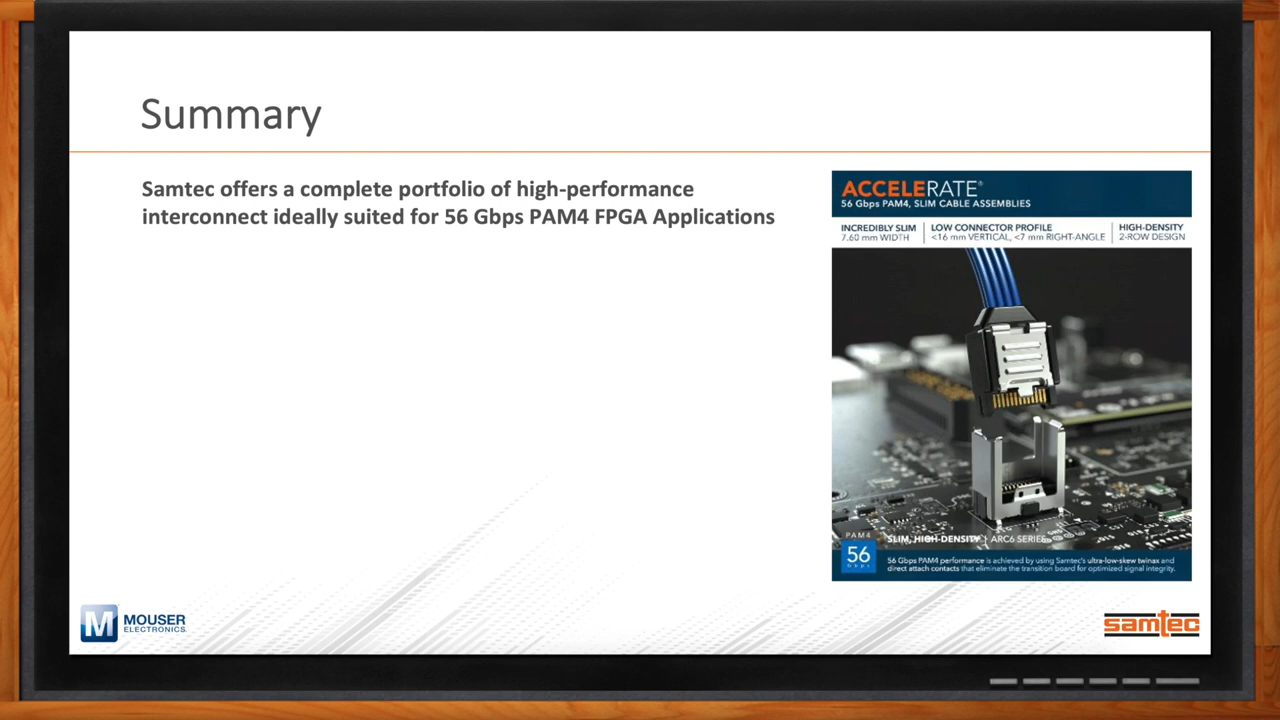 Summary
Samtec offers a complete portfolio of high-performance
interconnect ideally suited for 56 Gbps PAM4 FPGA Applications
ACCELERATE®
56 Gbps PAM4, SLIM CABLE ASSEMBLIES
INCREDIBLY SLIM
7.60 mm WIDTH
LOW CONNECTOR PROFILE
<16 mm VERTICAL, <7 mm RIGHT-ANGLE
HIGH-DENSITY
2-ROW DESIGN
PAM4
56
Gbps
SLIM, HIGH-DENSITY | ARC6 SERIES
56 Gbps PAM4 performance is achieved by using Samtec's ultra-low-skew twinax and
direct attach contacts that eliminate the transition board for optimized signal integrity.
M MOUSER
ELECTRONICS
samtec